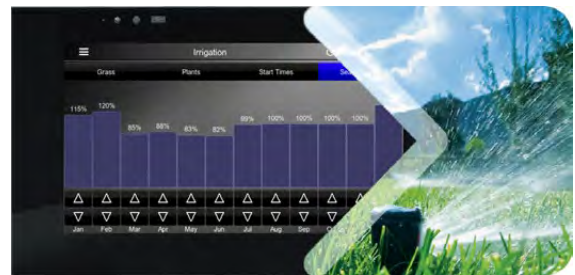 Irrigation
Grass Plants Start Times
115% 120% 85% 88% 83% 82% 89% 100% 100% 100% 100%
Jan Feb Mar Apr May Jun Jul Aug Sep